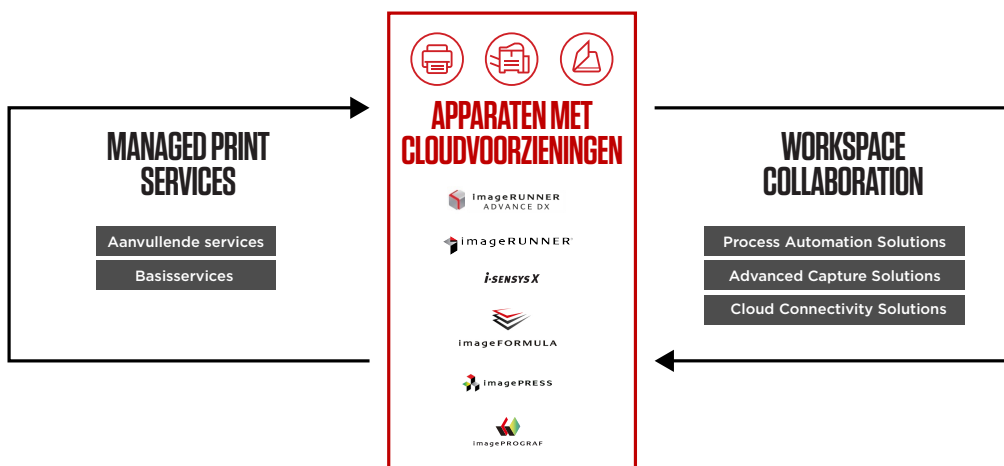 MANAGED PRINT
SERVICES
Aanvullende services
Basisservices
APPARATEN MET
CLOUDVOORZIENINGEN
imageRUNNER
ADVANCE DX
imageRUNNER
i-SENSYS X
imageFORMULA
imagePRESS
imagePROGRAF
WORKSPACE
COLLABORATION
Process Automation Solutions
Advanced Capture Solutions
Cloud Connectivity Solutions